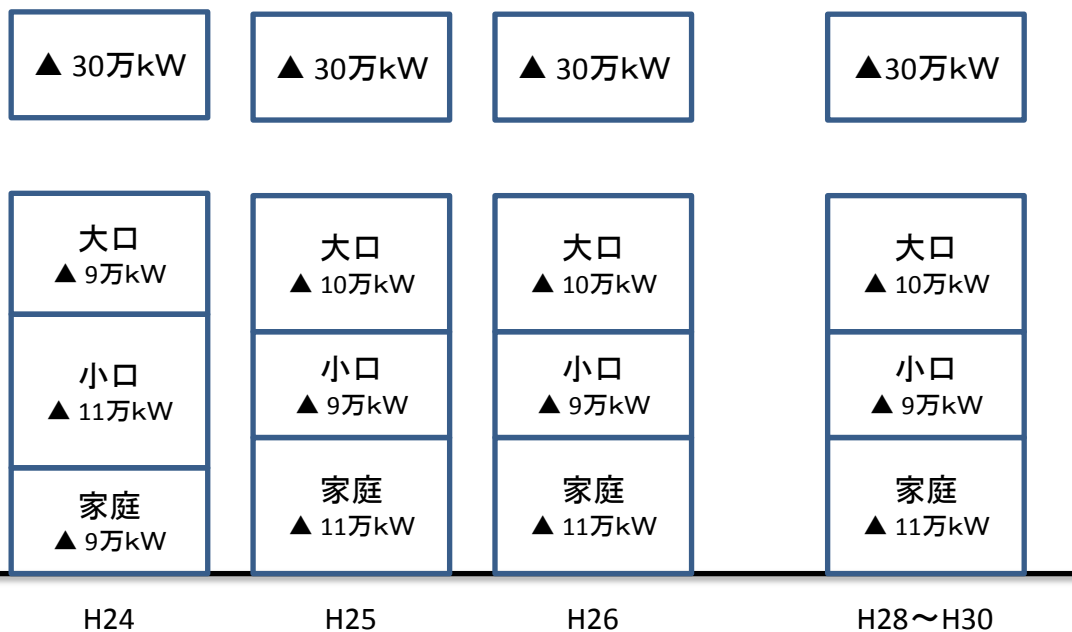 ▲ 30万kW
▲ 30万kW
▲ 30万kW
▲30万kW
大口
▲ 9万kW
小口
▲ 11万kW
家庭
▲ 9万kW
大口
▲ 10万kW
小口
▲ 9万kW
家庭
▲ 11万kW
大口
▲ 10万kW
小口
▲ 9万kW
家庭
▲ 11万kW
大口
▲ 10万kW
小口
▲ 9万kW
家庭
▲ 11万kW
H24
H25
H26
H28～H30